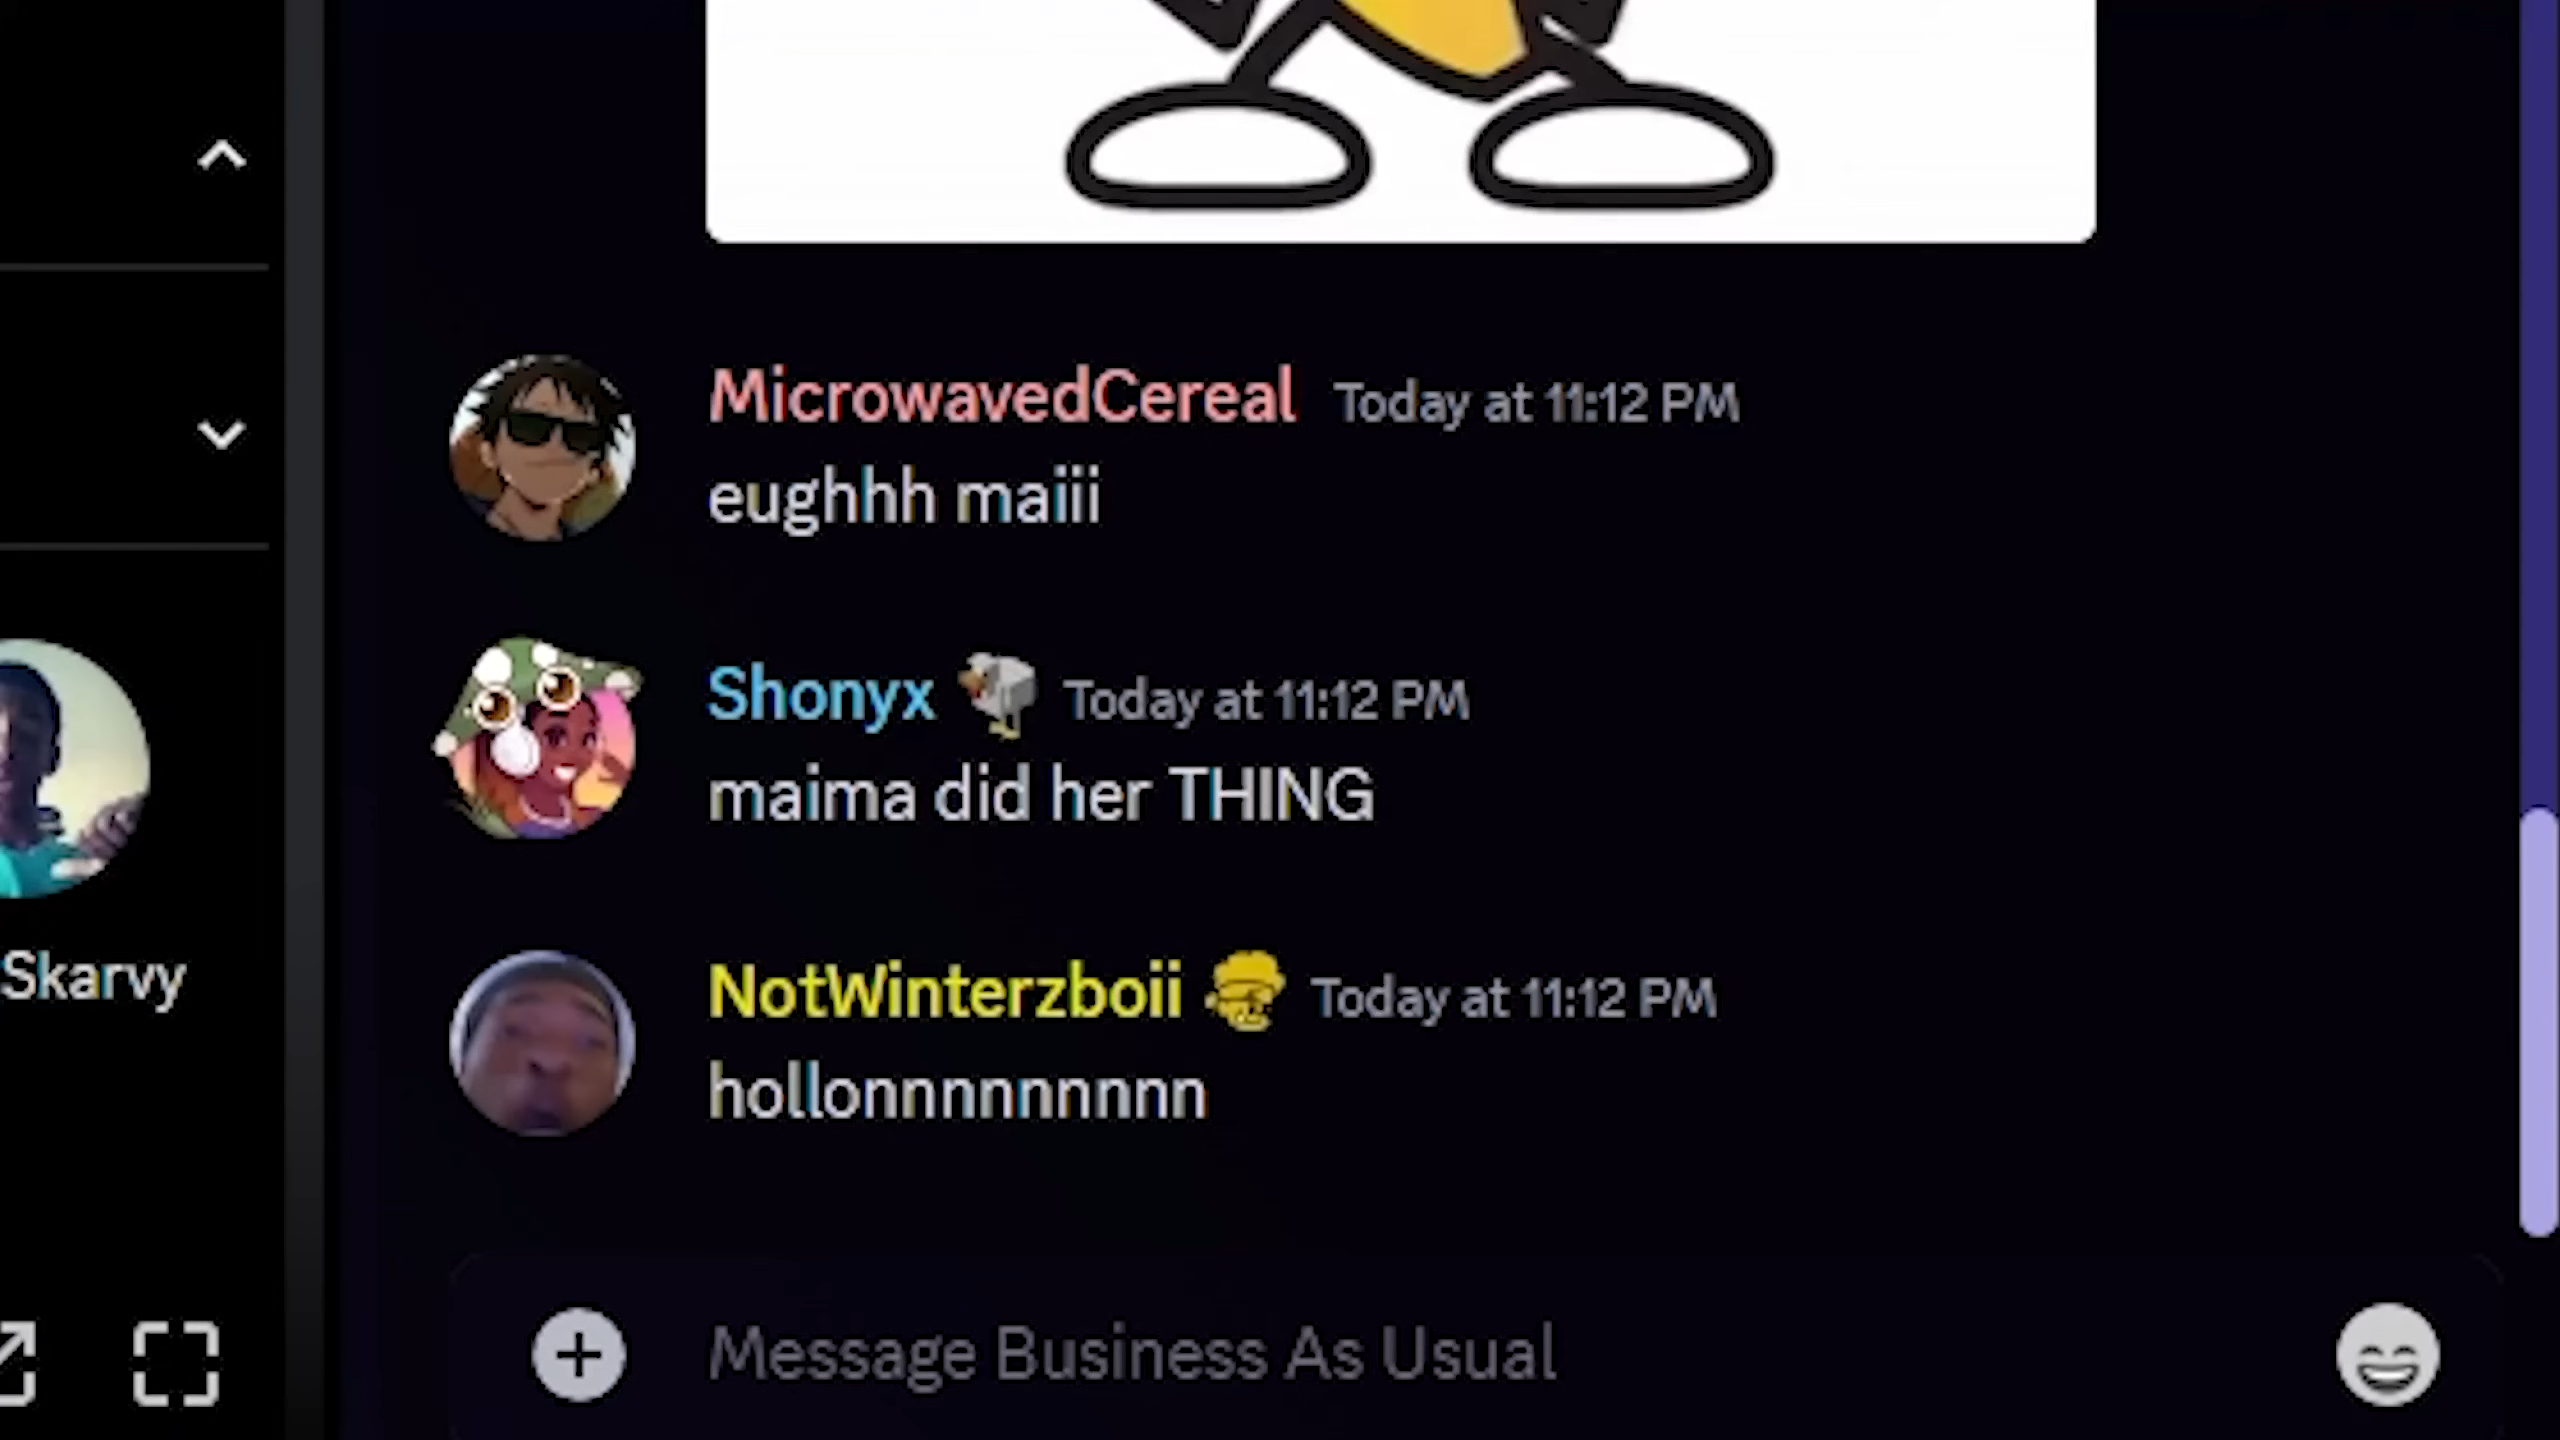 MicrowavedCereal Today at 11:12 PM
eughhh maiii
Shonyx Today at 11:12 PM
maima did her THING
Skarvy
NotWinterzboii Today at 11:12 PM
hollonnnnnnnnnn
Message Business As Usual